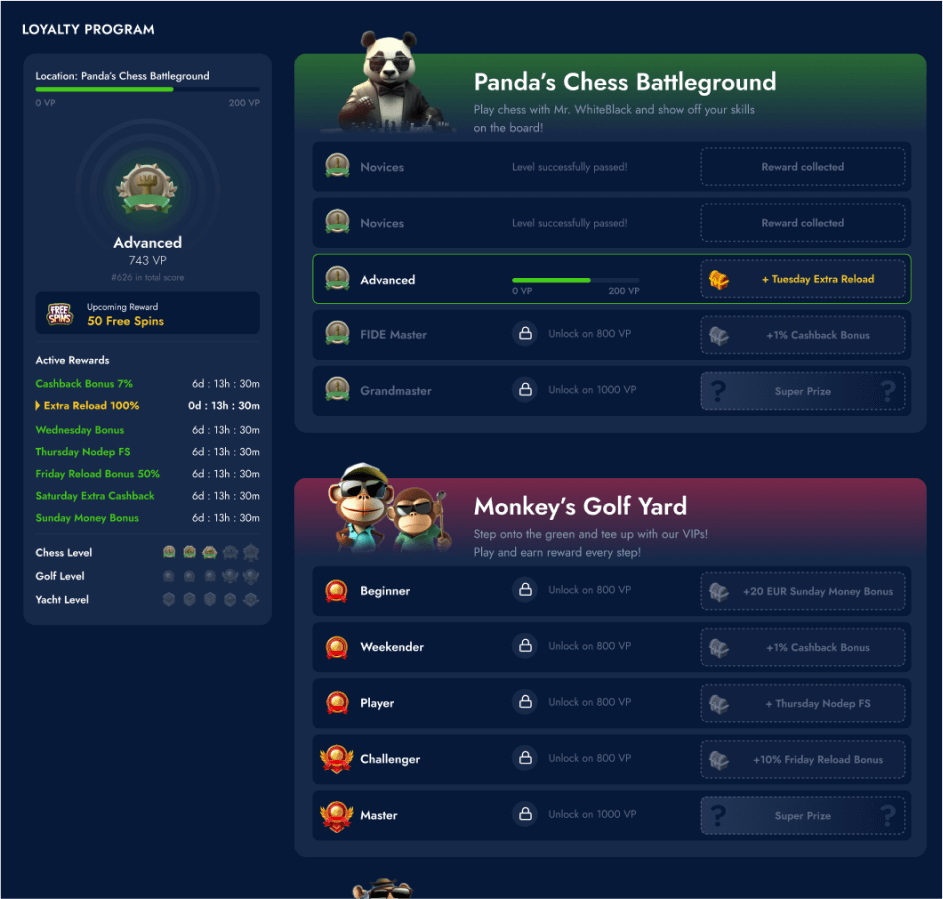 LOYALTY PROGRAM
Location: Panda's Chess Battleground
0 VP 200 VP
Advanced
743 VP
#626 in total score
FREE SPINS
Upcoming Reward
50 Free Spins
Active Rewards
Cashback Bonus 7% 6d : 13h : 30m
Extra Reload 100% 0d : 13h : 30m
Wednesday Bonus 6d : 13h : 30m
Thursday Nodep FS 6d : 13h : 30m
Friday Reload Bonus 50% 6d : 13h : 30m
Saturday Extra Cashback 6d : 13h : 30m
Sunday Money Bonus 6d : 13h : 30m
Chess Level
Golf Level
Yacht Level
Panda's Chess Battleground
Play chess with Mr. WhiteBlack and show off your skills
on the board!
Novices Level successfully passed! Reward collected
Novices Level successfully passed! Reward collected
Advanced 0 VP 200 VP + Tuesday Extra Reload
FIDE Master Unlock on 800 VP +1% Cashback Bonus
Grandmaster Unlock on 1000 VP ? Super Prize ?
Monkey's Golf Yard
Step onto the green and tee up with our VIPs!
Play and earn reward every step!
Beginner Unlock on 800 VP +20 EUR Sunday Money Bonus
Weekender Unlock on 800 VP +1% Cashback Bonus
Player Unlock on 800 VP + Thursday Nodep FS
Challenger Unlock on 800 VP +10% Friday Reload Bonus
Master Unlock on 1000 VP ? Super Prize ?